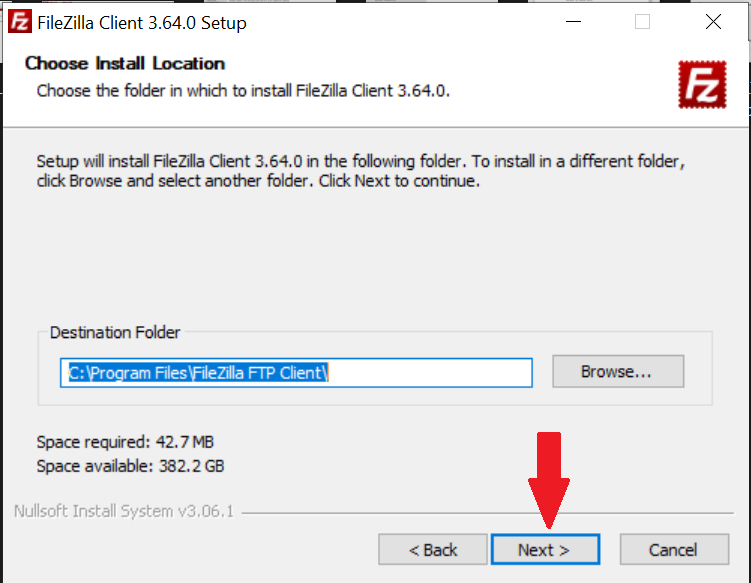 FileZilla Client 3.64.0 Setup
Choose Install Location
Choose the folder in which to install FileZilla Client 3.64.0.
Fz
Setup will install FileZilla Client 3.64.0 in the following folder. To install in a different folder,
click Browse and select another folder. Click Next to continue.
Destination Folder
C:\Program Files\FileZilla FTP Client\
Browse...
Space required: 42.7 MB
Space available: 382.2 GB
Nullsoft Install System v3.06.1
< Back
Next >
Cancel